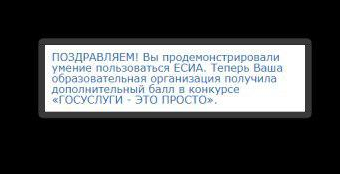 ПОЗДРАВЛЯЕМ! Вы продемонстрировали
умение пользоваться ЕСИА. Теперь Ваша
образовательная организация получила
дополнительный балл в конкурсе
«ГОСУСЛУГИ - ЭТО ПРОСТО».